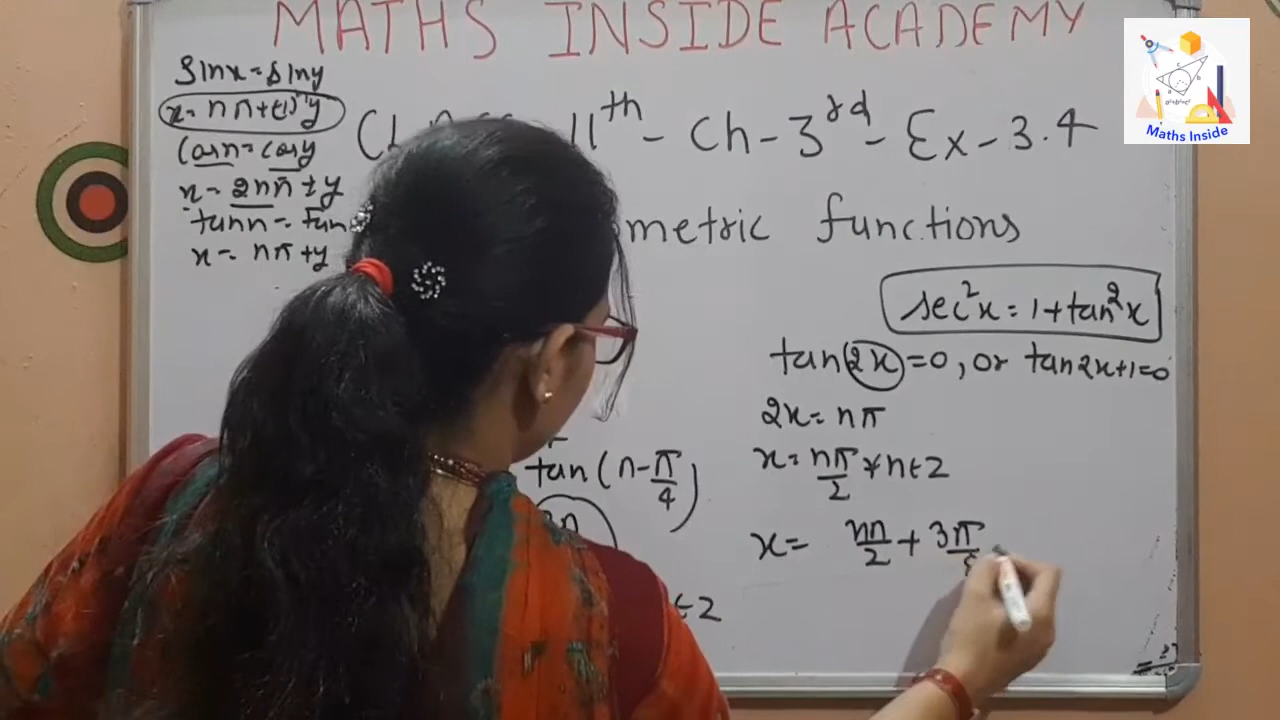 MATHS INSIDE ACADEMY
Sinx = Siny
x = nπ+(-1)ⁿy
Cosx = Cosy
x = 2nπ ± y
tanx = tan
x = nπ + y
11th - Ch - 3rd - Ex - 3.4
metric functions
sec²x = 1 + tan²x
tan(2x) = 0, or tan2x+1=0
2x = nπ
x = nπ/2 ∀ n ∈ Z
x = nπ/2 + 3π/8
tan(π-π/4)
∈ Z
Maths Inside